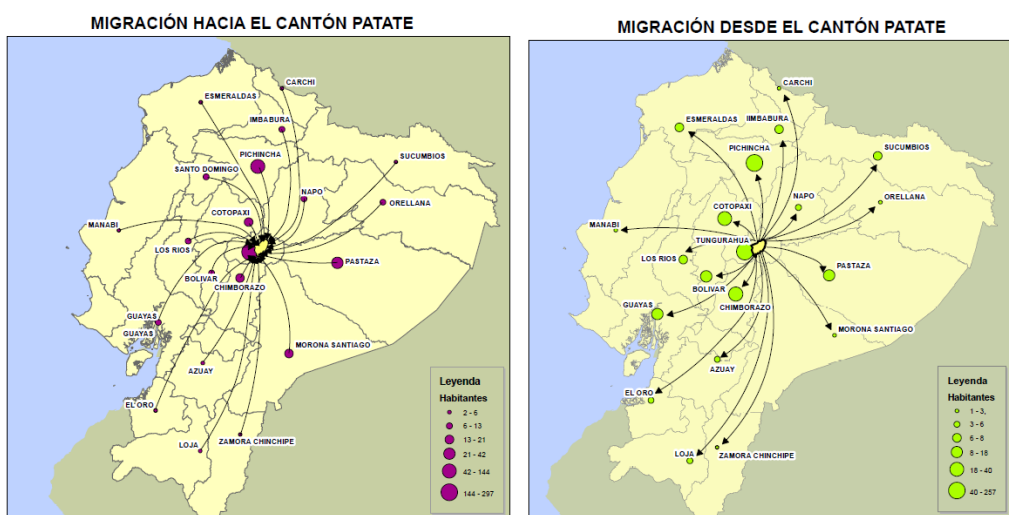 MIGRACIÓN HACIA EL CANTÓN PATATE
CARCHI
ESMERALDAS
IMBABURA
PICHINCHA
SUCUMBIOS
SANTO DOMINGO
NAPO
ORELLANA
COTOPAXI
MANABI
LOS RIOS
PASTAZA
BOLIVAR
CHIMBORAZO
GUAYAS
GUAYAS
MORONA SANTIAGO
AZUAY
EL ORO
LOJA
ZAMORA CHINCHIPE
Leyenda
Habitantes
2 - 6
6 - 13
13 - 21
21 - 42
42 - 144
144 - 297
MIGRACIÓN DESDE EL CANTÓN PATATE
CARCHI
ESMERALDAS
IIMBABURA
PICHINCHA
SUCUMBIOS
NAPO
ORELLANA
COTOPAXI
MANABI
TUNGURAHUA
LOS RIOS
PASTAZA
BOLIVAR
CHIMBORAZO
GUAYAS
MORONA SANTIAGO
AZUAY
EL ORO
LOJA
ZAMORA CHINCHIPE
Leyenda
Habitantes
1 - 3,
3 - 6
6 - 8
8 - 18
18 - 40
40 - 257